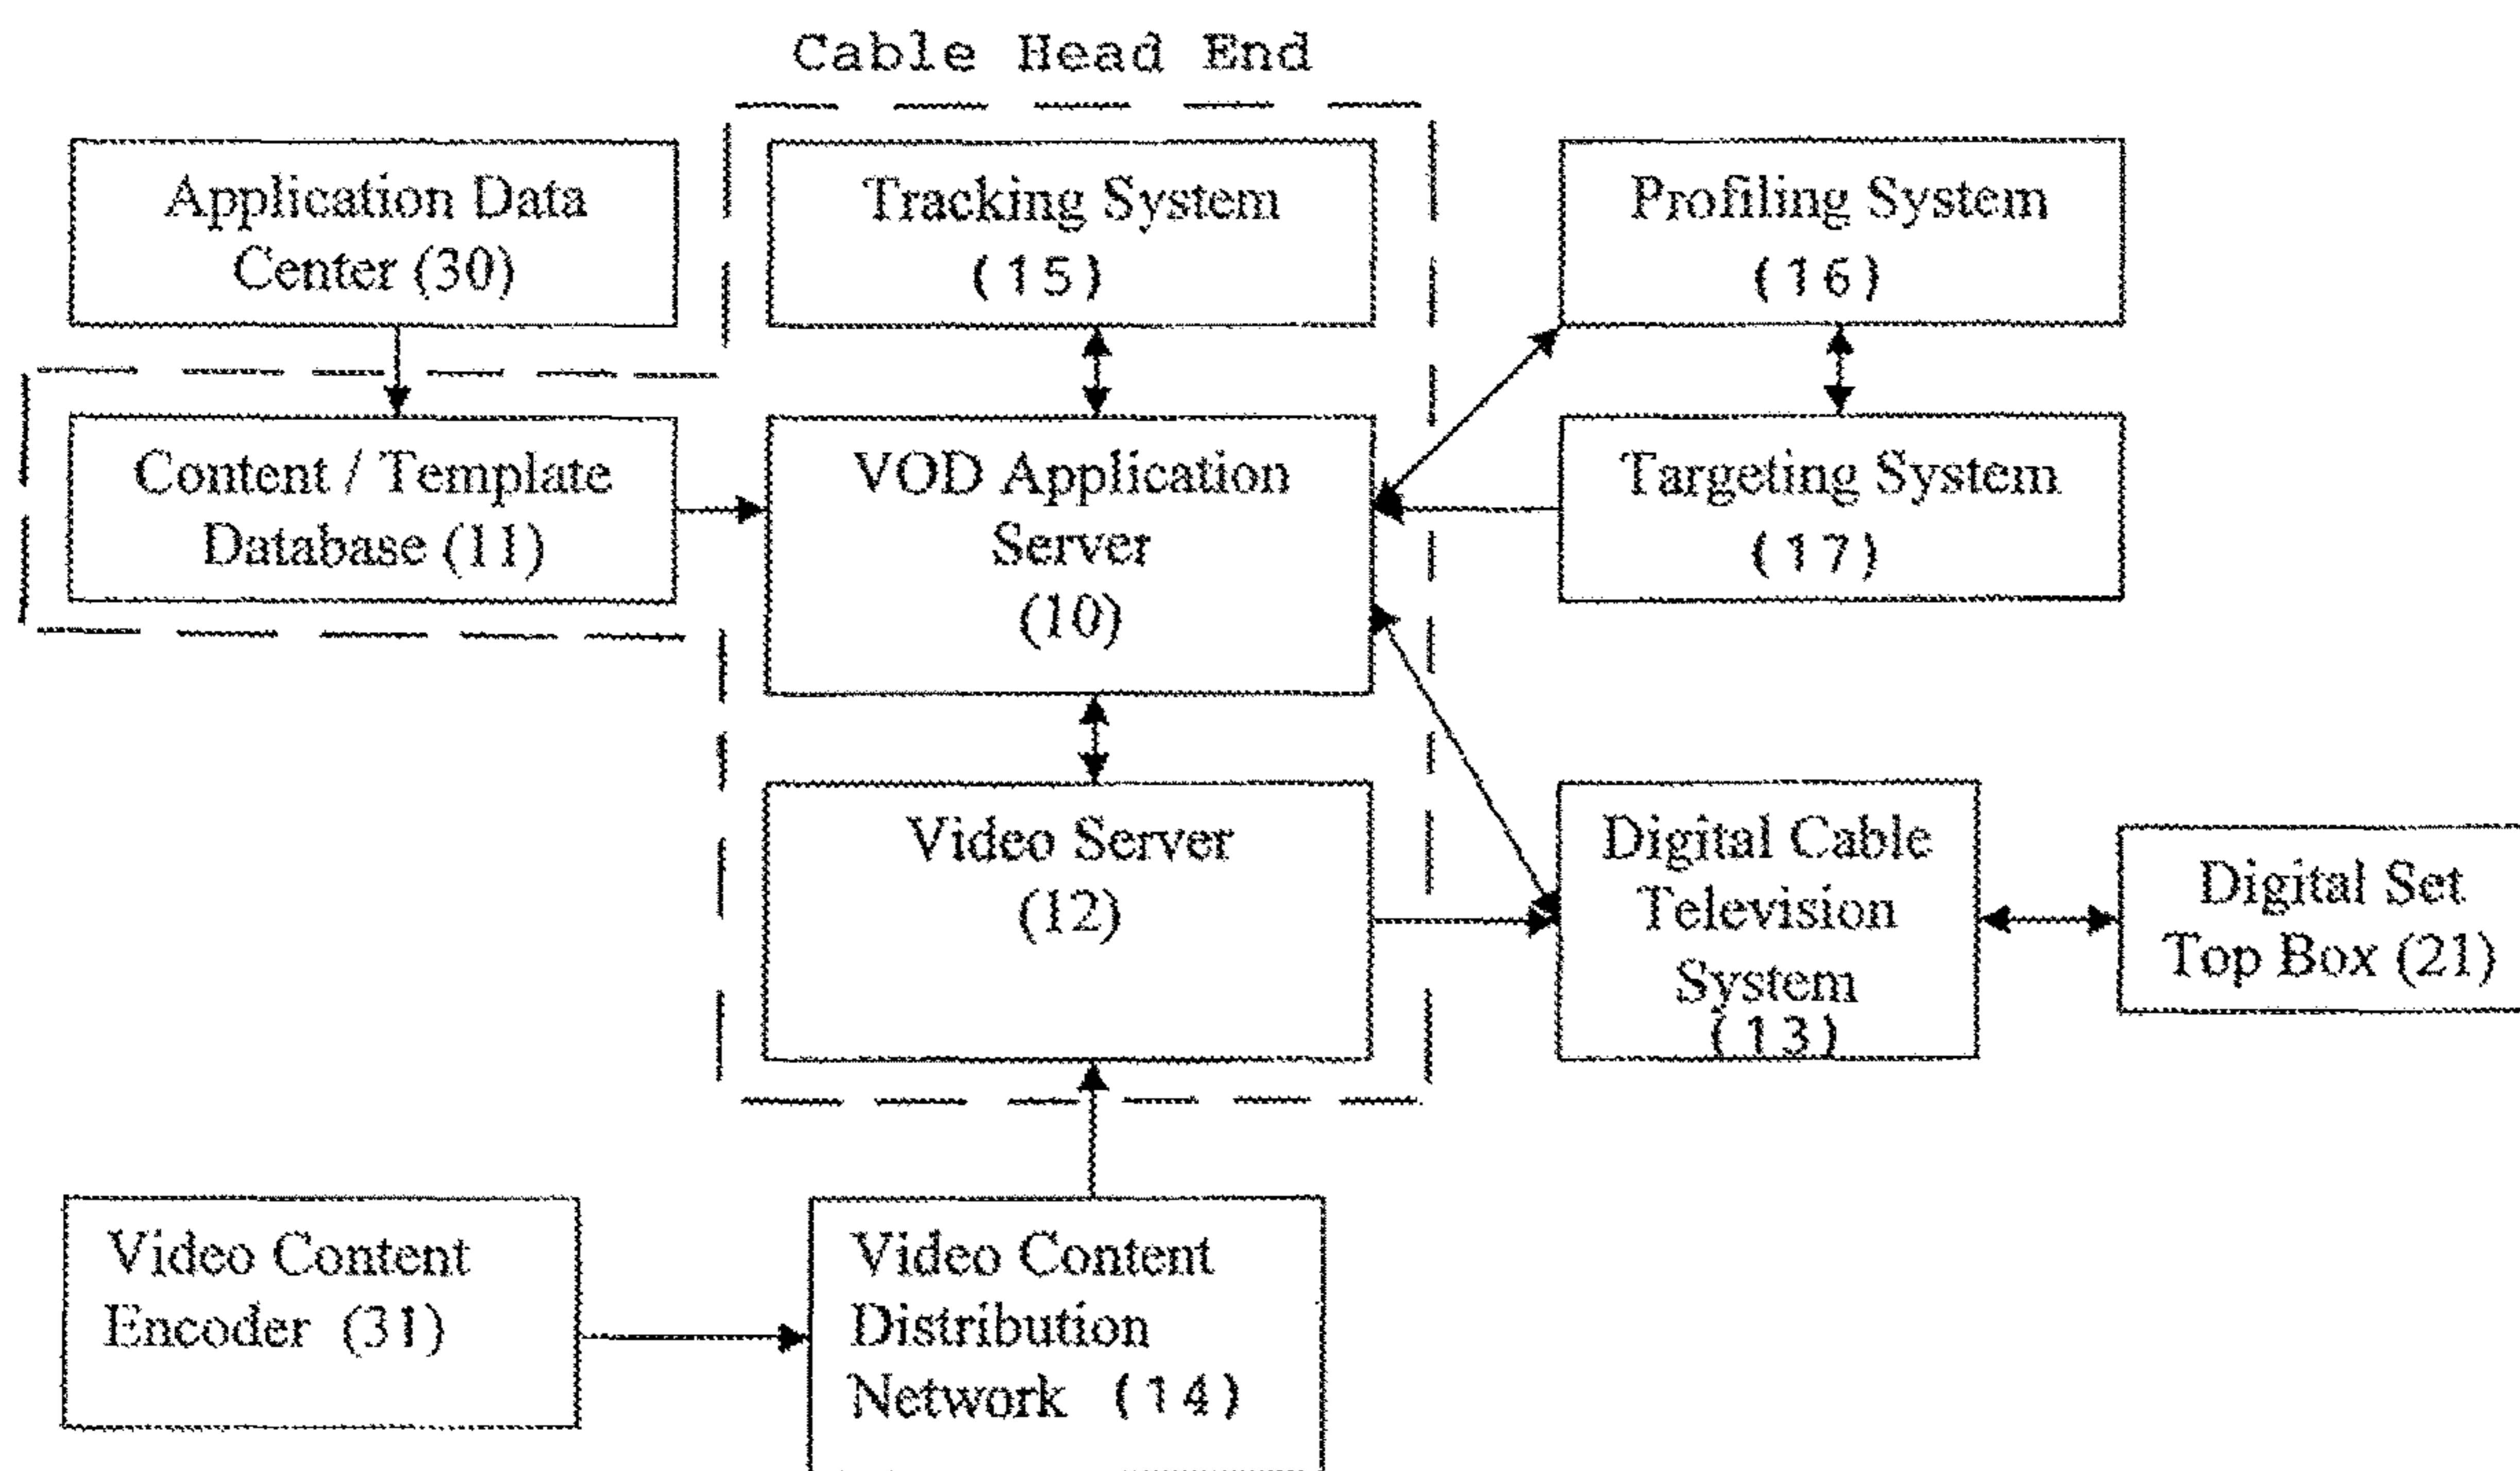 Cable Head End
Application Data
Center (30)
Tracking System
(15)
Profiling System
(16)
Content / Template
Database (11)
VOD Application
Server
(10)
Targeting System
(17)
Video Server
(12)
Digital Cable
Television
System
(13)
Digital Set
Top Box (21)
Video Content
Encoder (31)
Video Content
Distribution
Network (14)